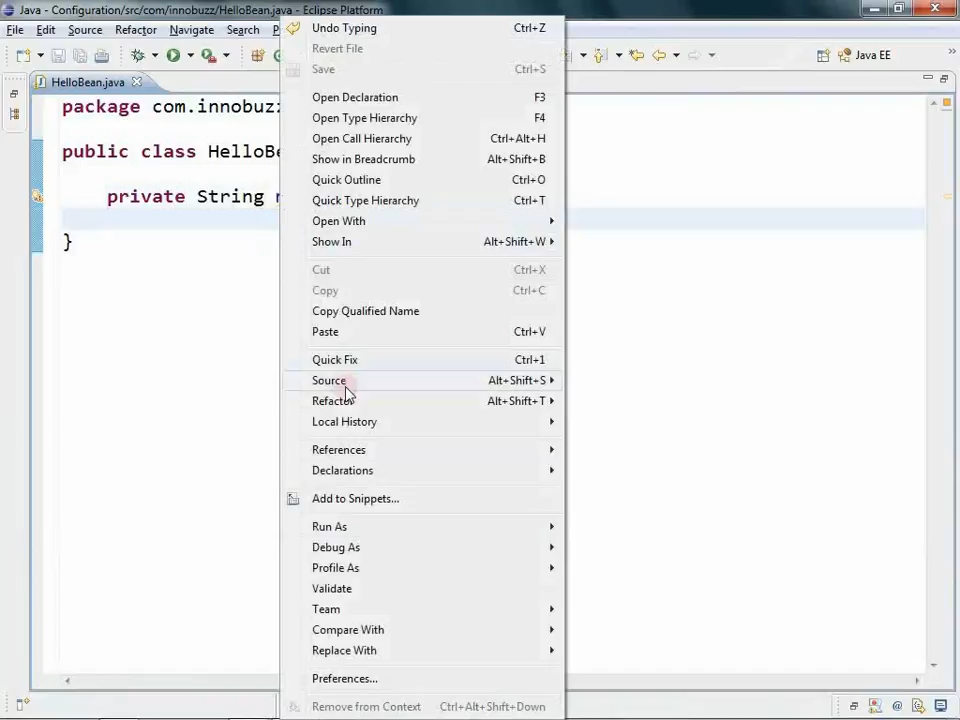 Java - Configuration/src/com/innobuzz/HelloBean.java - Eclipse Platform
File Edit Source Refactor Navigate Search P
Java EE
HelloBean.java
package com.innobuzz
public class HelloBe
private String
}
Undo Typing Ctrl+Z
Revert File
Save Ctrl+S
Open Declaration F3
Open Type Hierarchy F4
Open Call Hierarchy Ctrl+Alt+H
Show in Breadcrumb Alt+Shift+B
Quick Outline Ctrl+O
Quick Type Hierarchy Ctrl+T
Open With
Show In Alt+Shift+W
Cut Ctrl+X
Copy Ctrl+C
Copy Qualified Name
Paste Ctrl+V
Quick Fix Ctrl+1
Source Alt+Shift+S
Refactor Alt+Shift+T
Local History
References
Declarations
Add to Snippets...
Run As
Debug As
Profile As
Validate
Team
Compare With
Replace With
Preferences...
Remove from Context Ctrl+Alt+Shift+Down